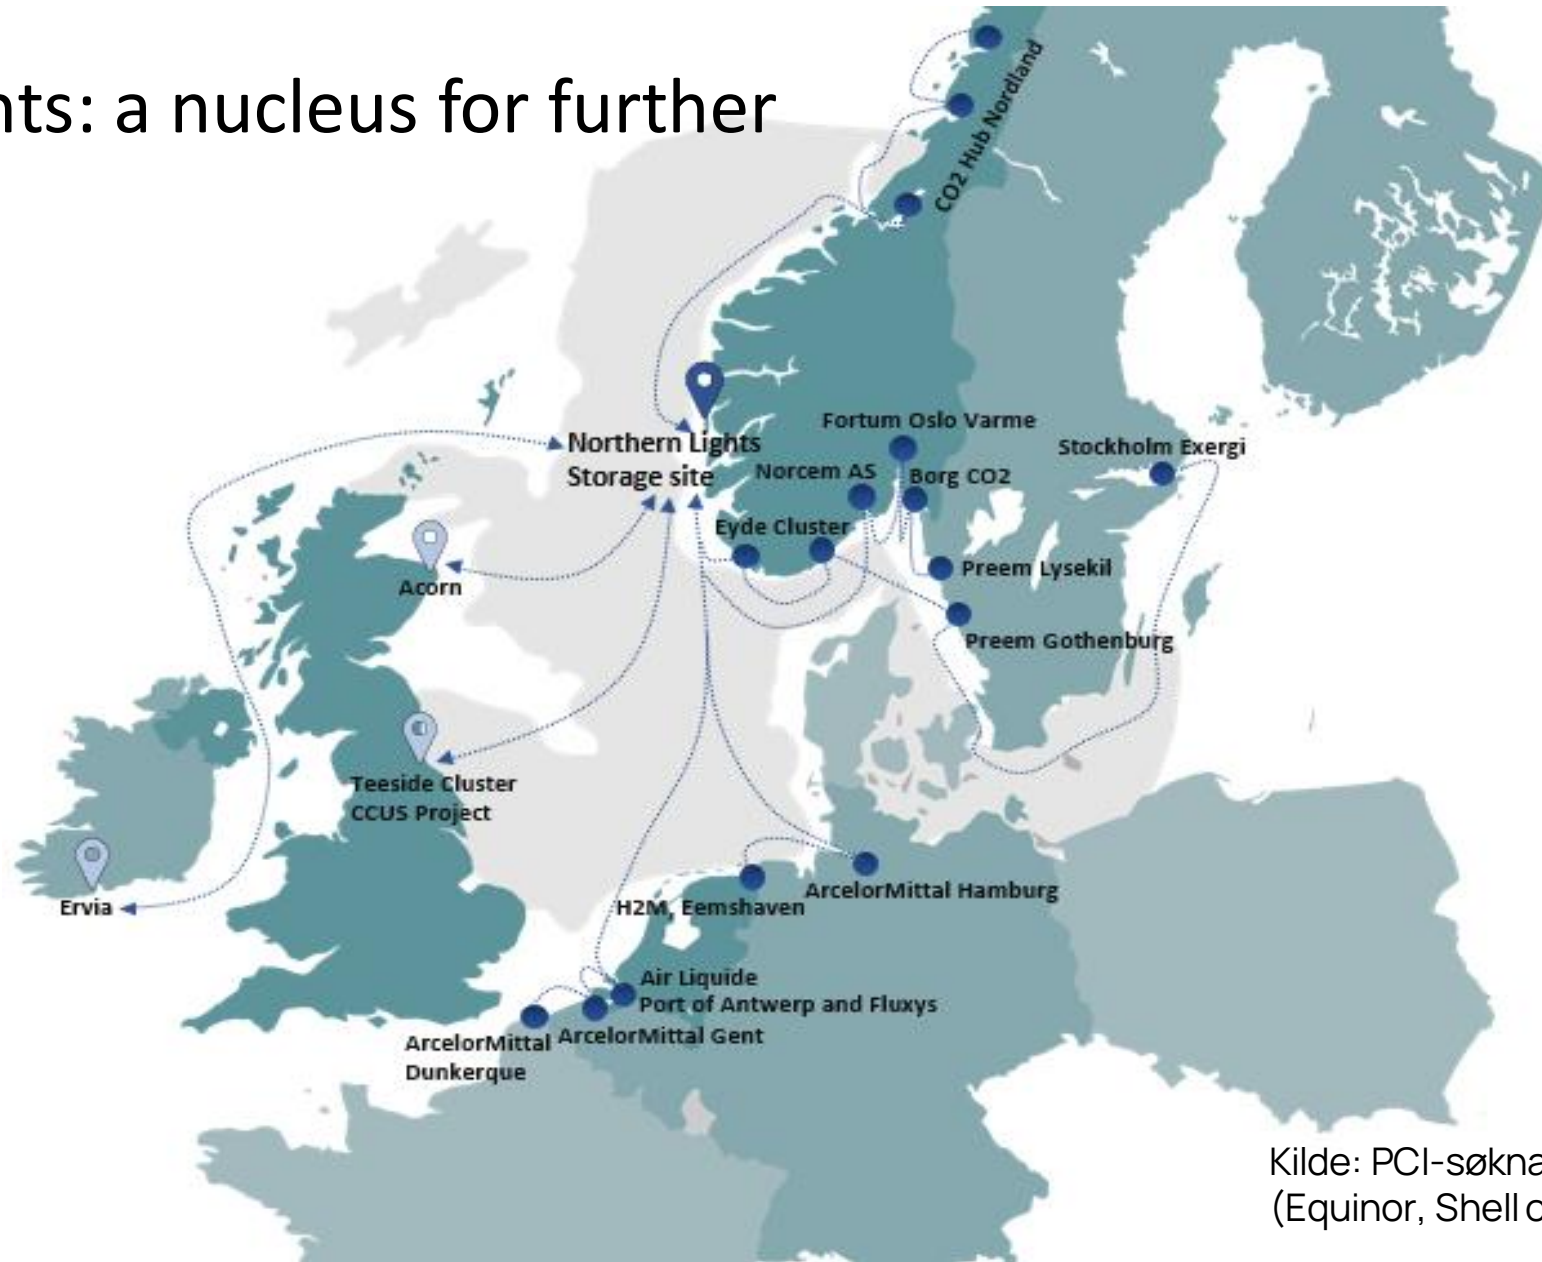 nts: a nucleus for further
CO2 Hub Nordland
Northern Lights
Storage site
Fortum Oslo Varme
Stockholm Exergi
Norcem AS
Borg CO2
Eyde Cluster
Acorn
Preem Lysekil
Preem Gothenburg
Teeside Cluster
CCUS Project
Ervia
ArcelorMittal Hamburg
H2M, Eemshaven
Air Liquide
Port of Antwerp and Fluxys
ArcelorMittal Gent
ArcelorMittal
Dunkerque
Kilde: PCI-søkna
(Equinor, Shell o